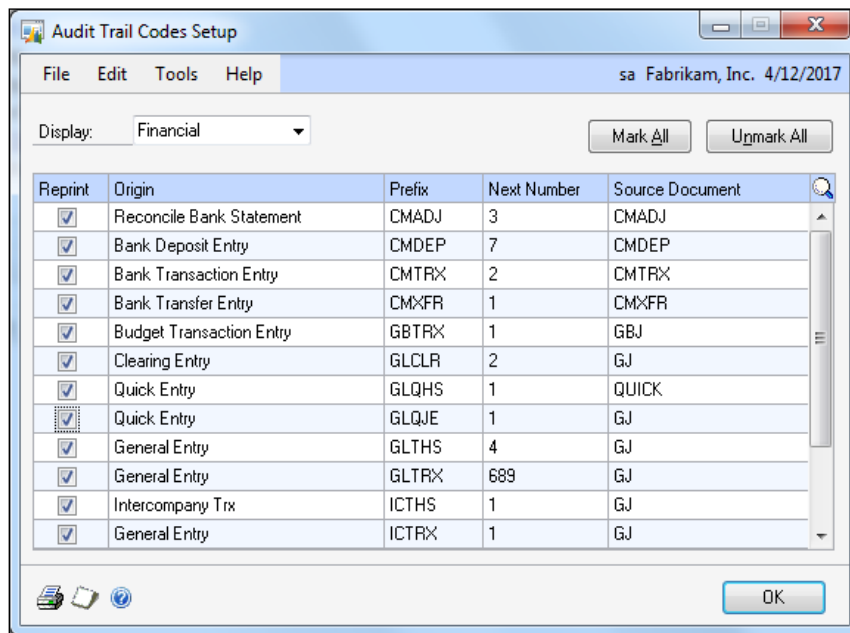 Audit Trail Codes Setup
File Edit Tools Help sa Fabrikam, Inc. 4/12/2017
Display: Financial Mark All Unmark All
Reprint Origin Prefix Next Number Source Document
Reconcile Bank Statement CMADJ 3 CMADJ
Bank Deposit Entry CMDEP 7 CMDEP
Bank Transaction Entry CMTRX 2 CMTRX
Bank Transfer Entry CMXFR 1 CMXFR
Budget Transaction Entry GBTRX 1 GBJ
Clearing Entry GLCLR 2 GJ
Quick Entry GLQHS 1 QUICK
Quick Entry GLQJE 1 GJ
General Entry GLTHS 4 GJ
General Entry GLTRX 689 GJ
Intercompany Trx ICTHS 1 GJ
General Entry ICTRX 1 GJ
OK